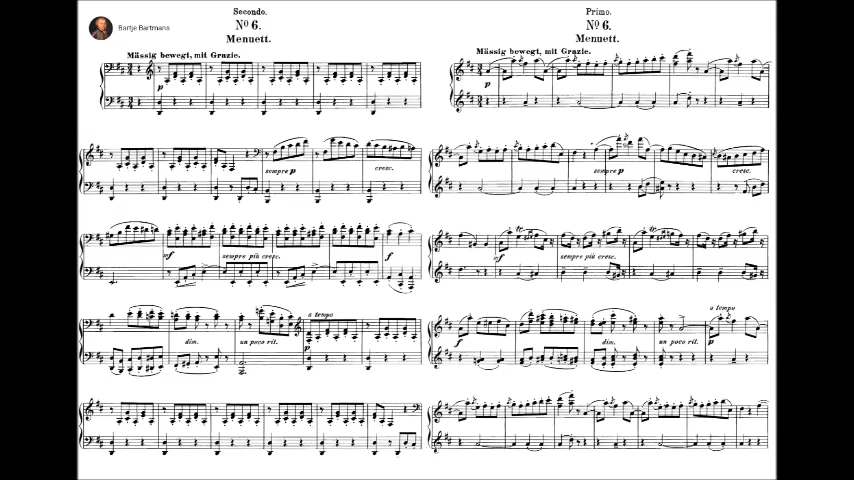 Bartje Bartmans
Secondo.
Nº 6.
Menuett.
Mässig bewegt, mit Grazie.
p
sempre p
cresc.
sf
sempre più cresc.
f
dim.
un poco rit.
a tempo
p
Primo.
Nº 6.
Menuett.
Mässig bewegt, mit Grazie.
p
sempre p
cresc.
sf
sempre più cresc.
f
f
dim.
un poco rit.
a tempo
p